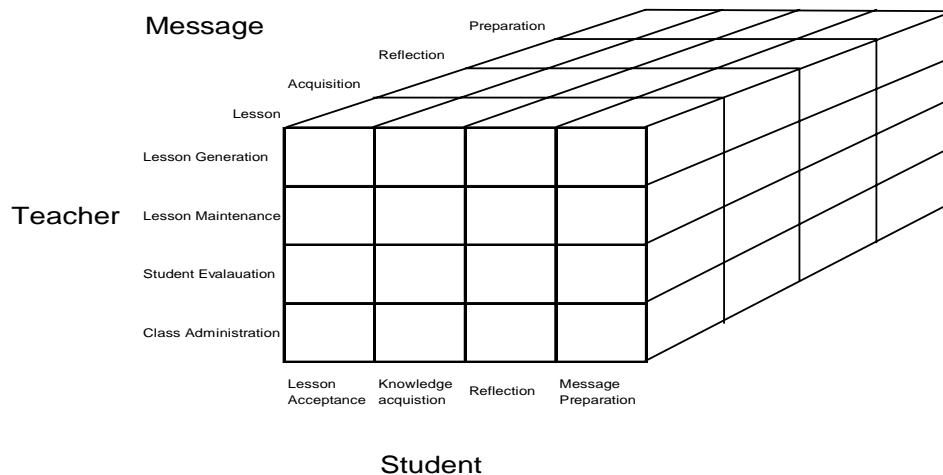 Message
Preparation
Reflection
Acquisition
Lesson
Lesson Generation
Teacher
Lesson Maintenance
Student Evalauation
Class Administration
Lesson
Acceptance
Knowledge
acquistion
Reflection
Message
Preparation
Student